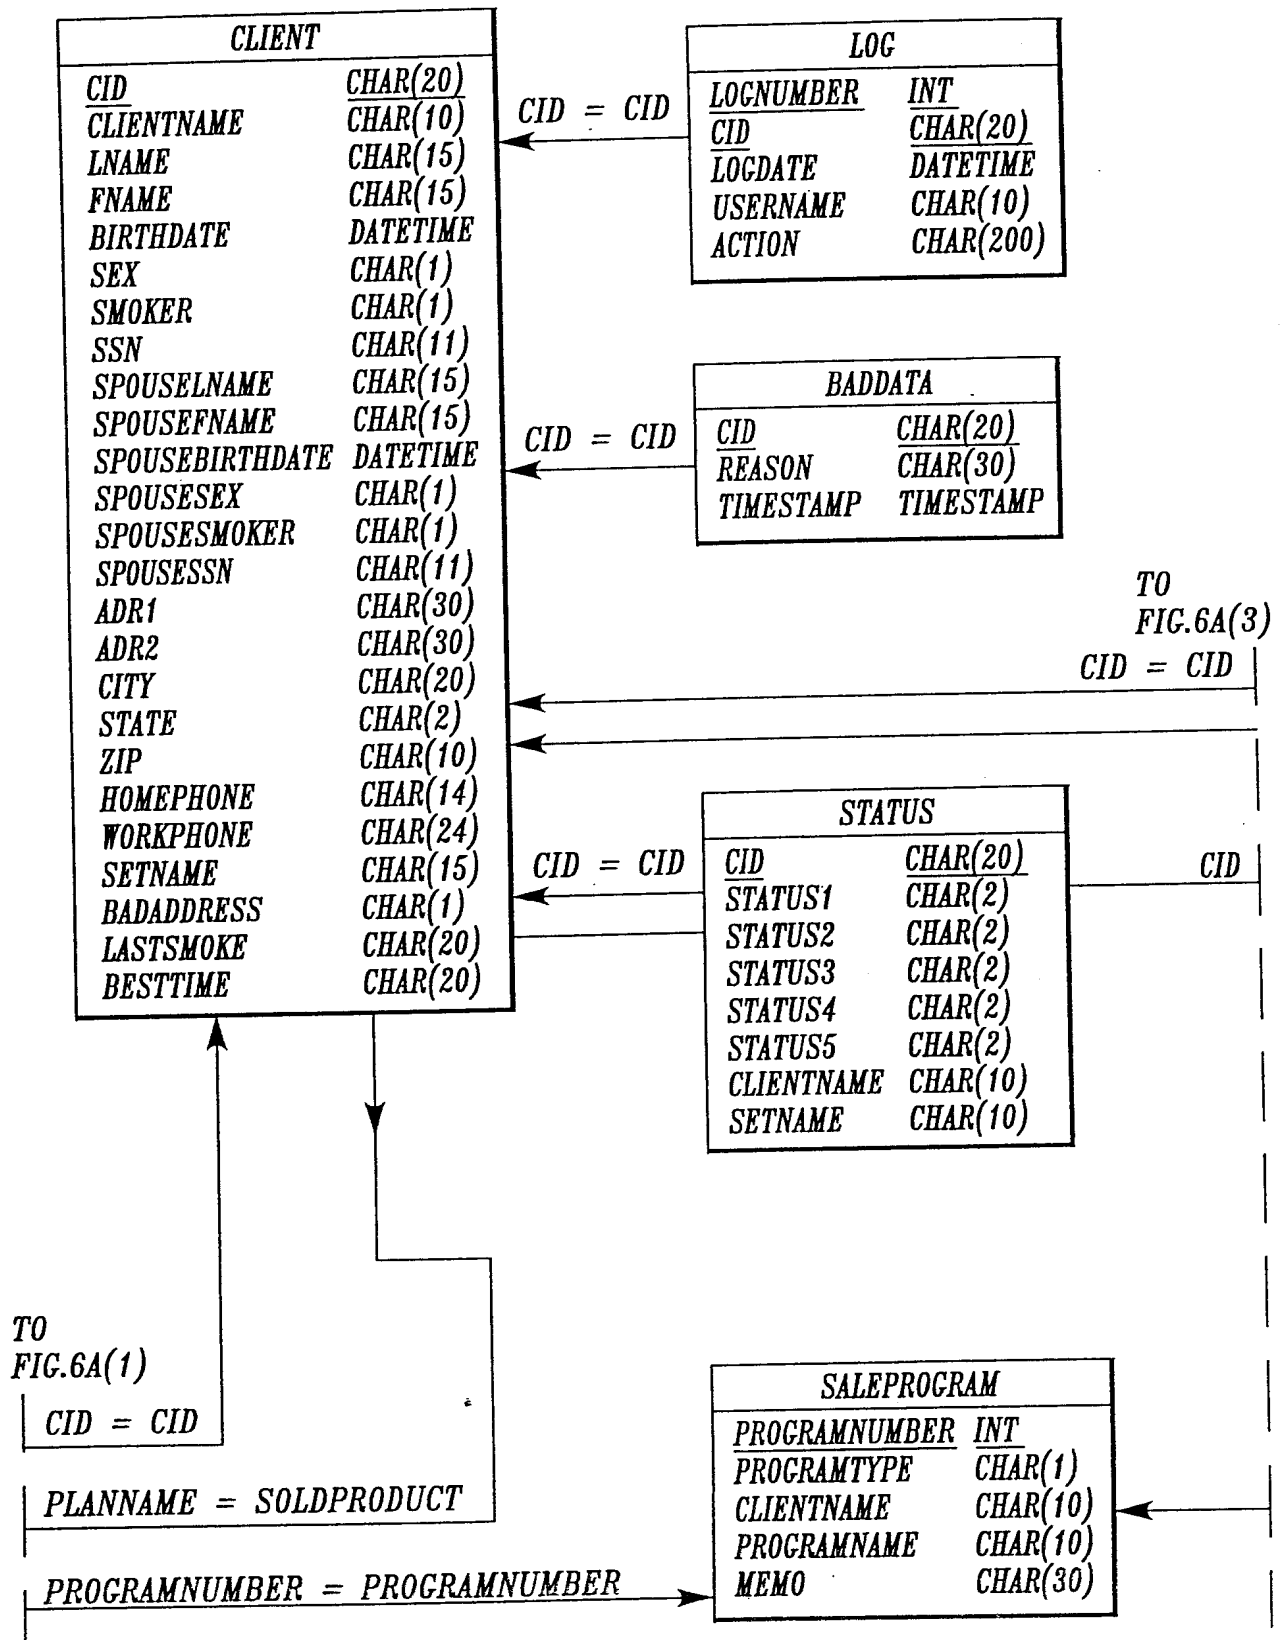 CLIENT
CID CHAR(20)
CLIENTNAME CHAR(10)
LNAME CHAR(15)
FNAME CHAR(15)
BIRTHDATE DATETIME
SEX CHAR(1)
SMOKER CHAR(1)
SSN CHAR(11)
SPOUSELNAME CHAR(15)
SPOUSEFNAME CHAR(15)
SPOUSEBIRTHDATE DATETIME
SPOUSESEX CHAR(1)
SPOUSESMOKER CHAR(1)
SPOUSESSN CHAR(11)
ADR1 CHAR(30)
ADR2 CHAR(30)
CITY CHAR(20)
STATE CHAR(2)
ZIP CHAR(10)
HOMEPHONE CHAR(14)
WORKPHONE CHAR(24)
SETNAME CHAR(15)
BADADDRESS CHAR(1)
LASTSMOKE CHAR(20)
BESTTIME CHAR(20)
CID = CID
LOG
LOGNUMBER INT
CID CHAR(20)
LOGDATE DATETIME
USERNAME CHAR(10)
ACTION CHAR(200)
CID = CID
BADDATA
CID CHAR(20)
REASON CHAR(30)
TIMESTAMP TIMESTAMP
TO
FIG.6A(3)
CID = CID
CID = CID
STATUS
CID CHAR(20)
STATUS1 CHAR(2)
STATUS2 CHAR(2)
STATUS3 CHAR(2)
STATUS4 CHAR(2)
STATUS5 CHAR(2)
CLIENTNAME CHAR(10)
SETNAME CHAR(10)
CID
TO
FIG.6A(1)
CID = CID
PLANNAME = SOLDPRODUCT
PROGRAMNUMBER = PROGRAMNUMBER
SALEPROGRAM
PROGRAMNUMBER INT
PROGRAMTYPE CHAR(1)
CLIENTNAME CHAR(10)
PROGRAMNAME CHAR(10)
MEMO CHAR(30)